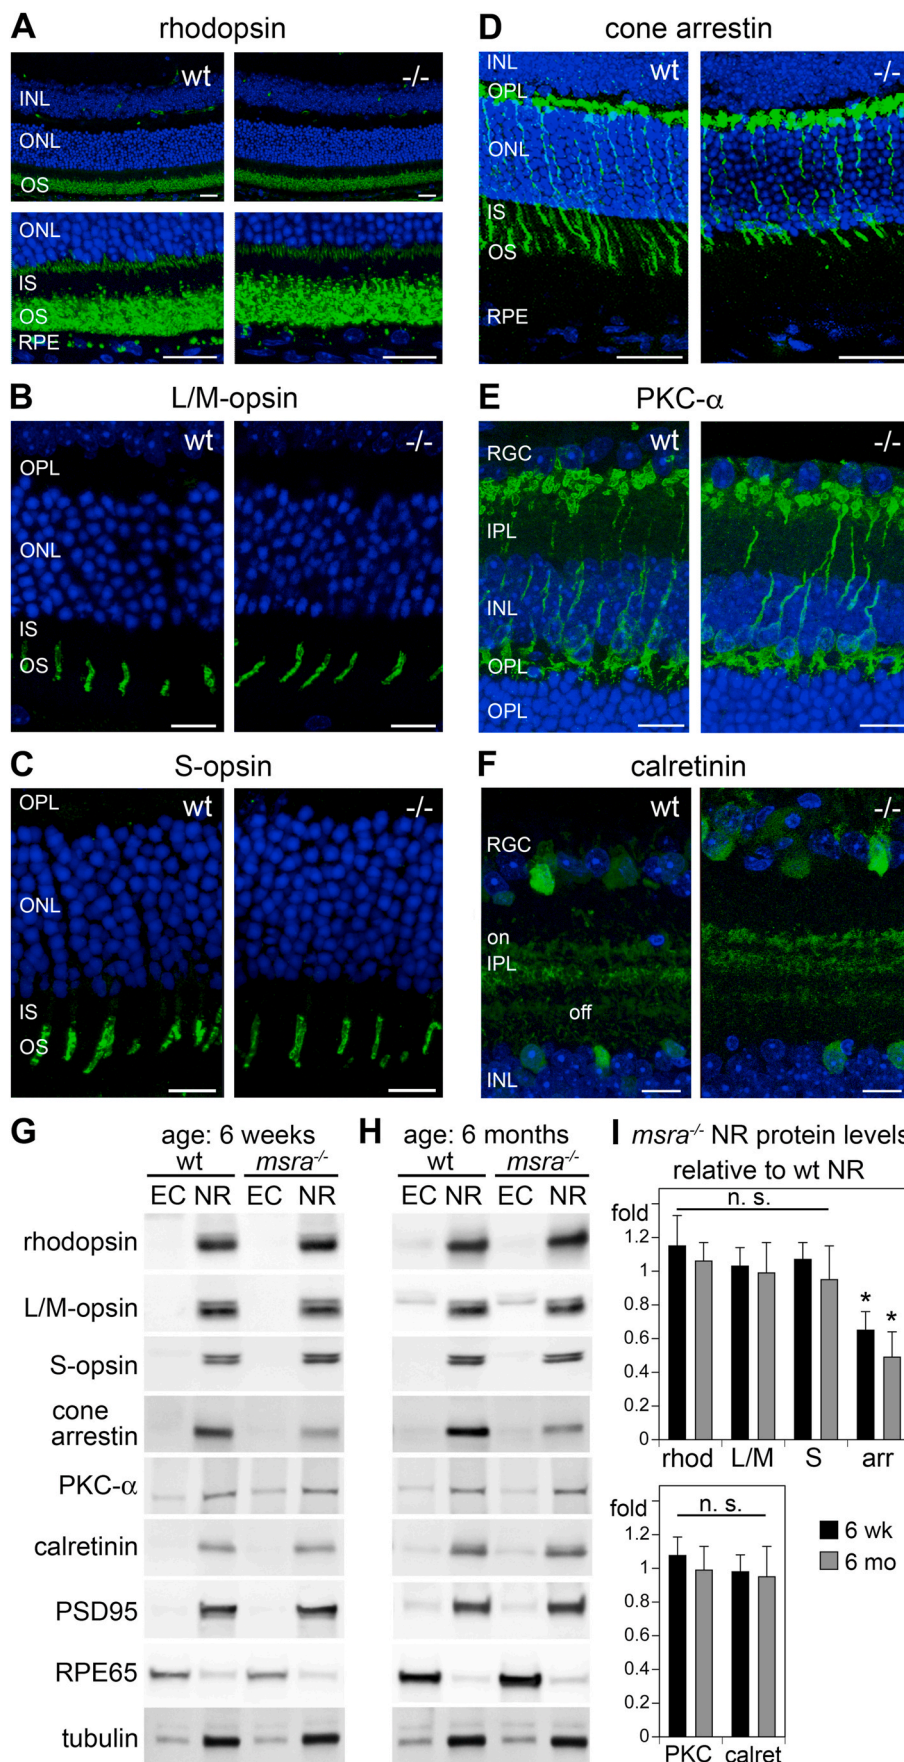 A rhodopsin
wt -/-
INL
ONL
OS
ONL
IS
OS
RPE
B L/M-opsin
wt -/-
OPL
ONL
IS
OS
C S-opsin
wt -/-
OPL
ONL
IS
OS
D cone arrestin
wt -/-
INL
OPL
ONL
IS
OS
RPE
E PKC-α
wt -/-
RGC
IPL
INL
OPL
OPL
F calretinin
wt -/-
RGC
on
IPL
off
INL
G age: 6 weeks
wt msra-/-
EC NR EC NR
rhodopsin
L/M-opsin
S-opsin
cone
arrestin
PKC-α
calretinin
PSD95
RPE65
tubulin
H age: 6 months
wt msra-/-
EC NR EC NR
I msra-/- NR protein levels
relative to wt NR
fold
n. s.
1.2
1
0.8
0.6
0.4
0.2
0
* *
rhod L/M S arr
fold
n. s.
1.2
1
0.8
0.6
0.4
0.2
0
PKC calret
6 wk
6 mo